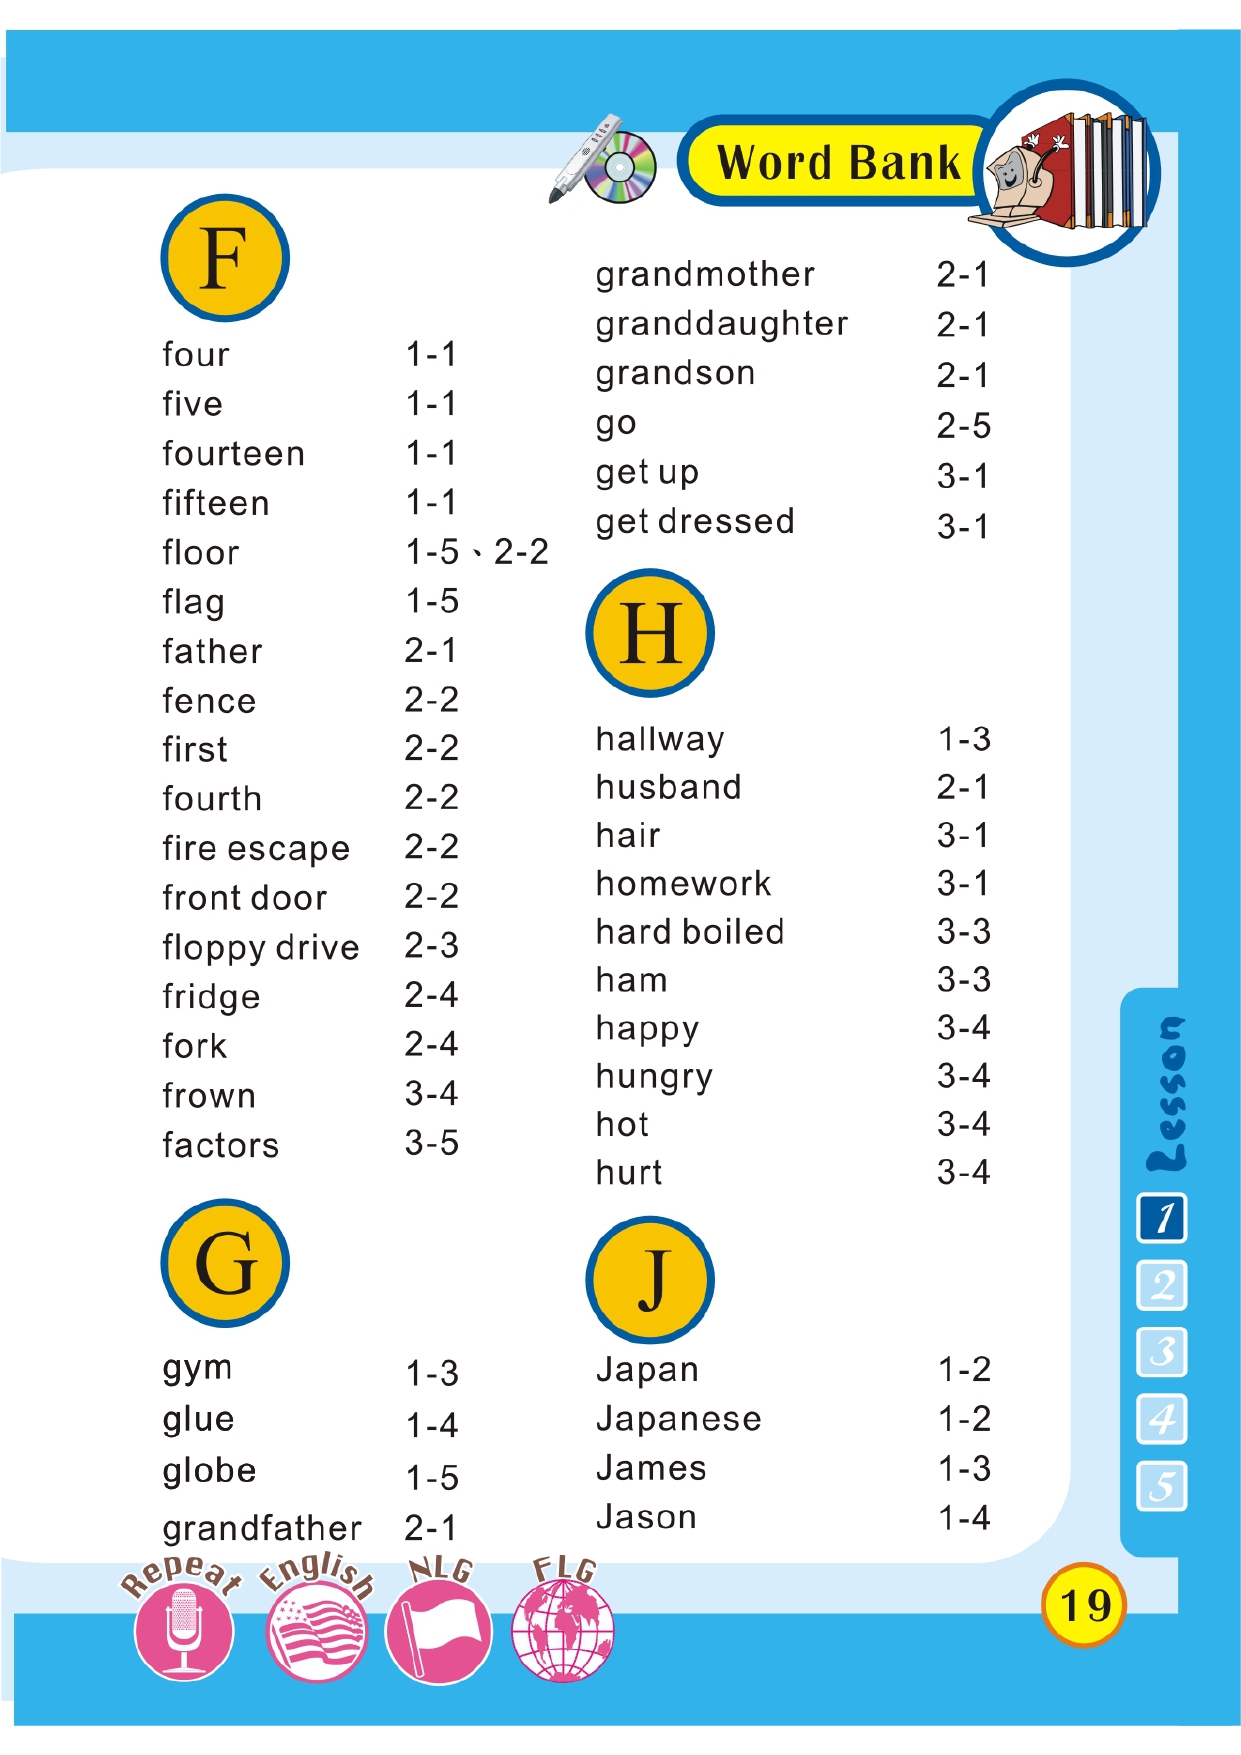 Word Bank
F
four 1-1
five 1-1
fourteen 1-1
fifteen 1-1
floor 1-5、2-2
flag 1-5
father 2-1
fence 2-2
first 2-2
fourth 2-2
fire escape 2-2
front door 2-2
floppy drive 2-3
fridge 2-4
fork 2-4
frown 3-4
factors 3-5
G
gym 1-3
glue 1-4
globe 1-5
grandfather 2-1
grandmother 2-1
granddaughter 2-1
grandson 2-1
go 2-5
get up 3-1
get dressed 3-1
H
hallway 1-3
husband 2-1
hair 3-1
homework 3-1
hard boiled 3-3
ham 3-3
happy 3-4
hungry 3-4
hot 3-4
hurt 3-4
J
Japan 1-2
Japanese 1-2
James 1-3
Jason 1-4
Lesson
1
2
3
4
5
Repeat English NLG FLG
19